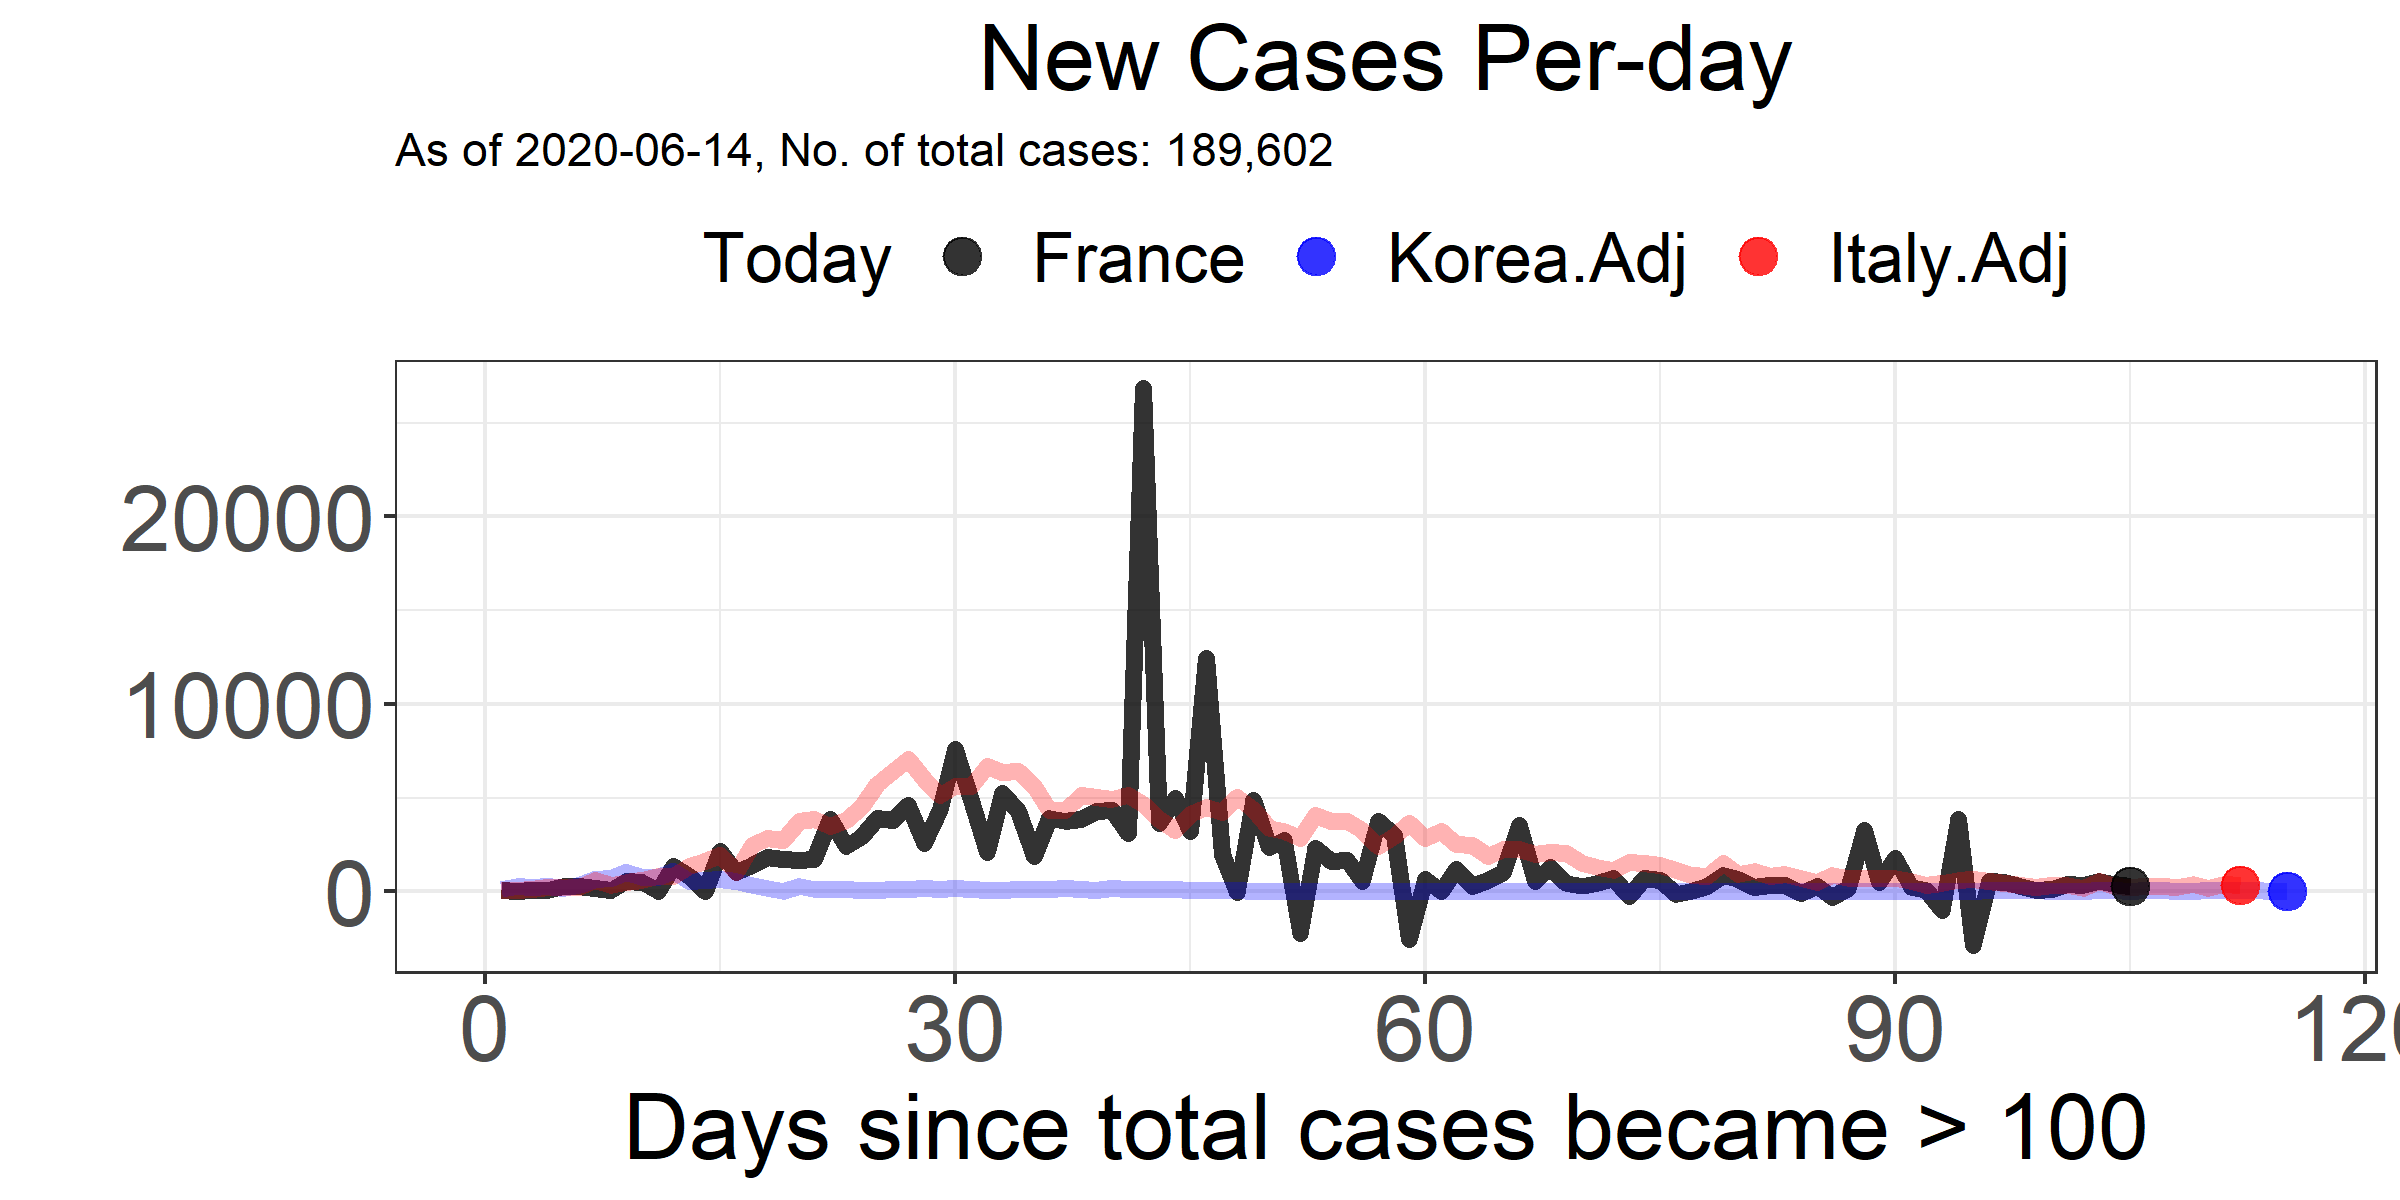 New Cases Per-day
As of 2020-06-14, No. of total cases: 189,602
Today France Korea.Adj Italy.Adj
20000
10000
0
0 30 60 90 120
Days since total cases became > 100